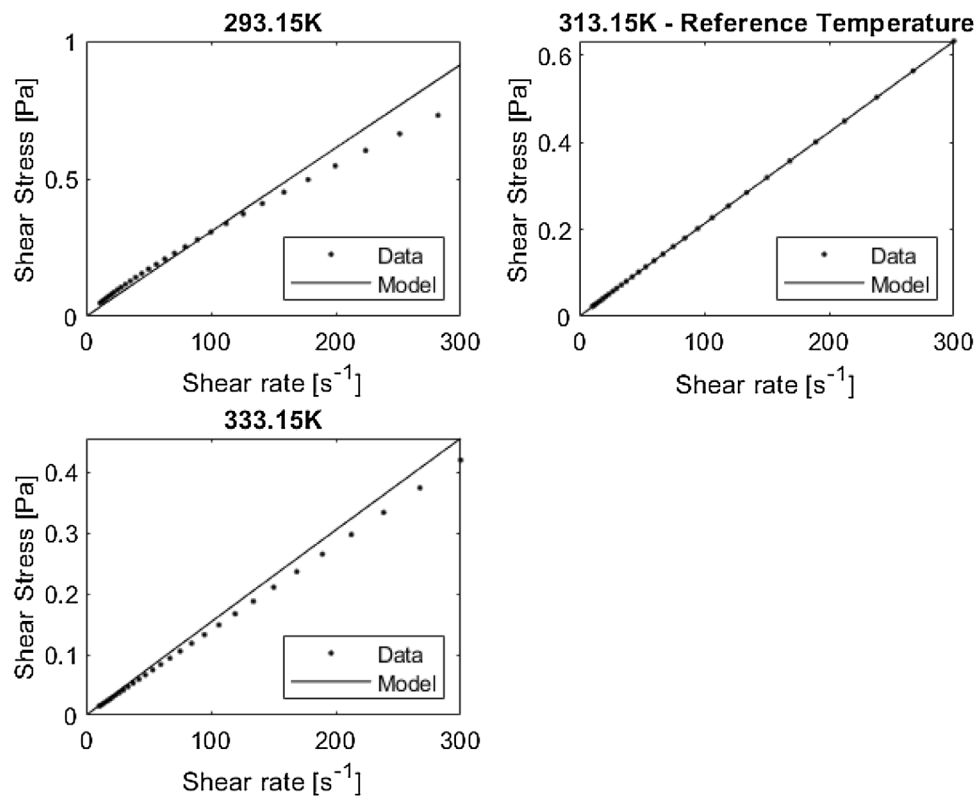 293.15K
1
0.5
0
Shear Stress [Pa]
Data
Model
0 100 200 300
Shear rate [s⁻¹]
313.15K - Reference Temperature
0.6
0.4
0.2
0
Shear Stress [Pa]
Data
Model
0 100 200 300
Shear rate [s⁻¹]
333.15K
0.4
0.3
0.2
0.1
0
Shear Stress [Pa]
Data
Model
0 100 200 300
Shear rate [s⁻¹]